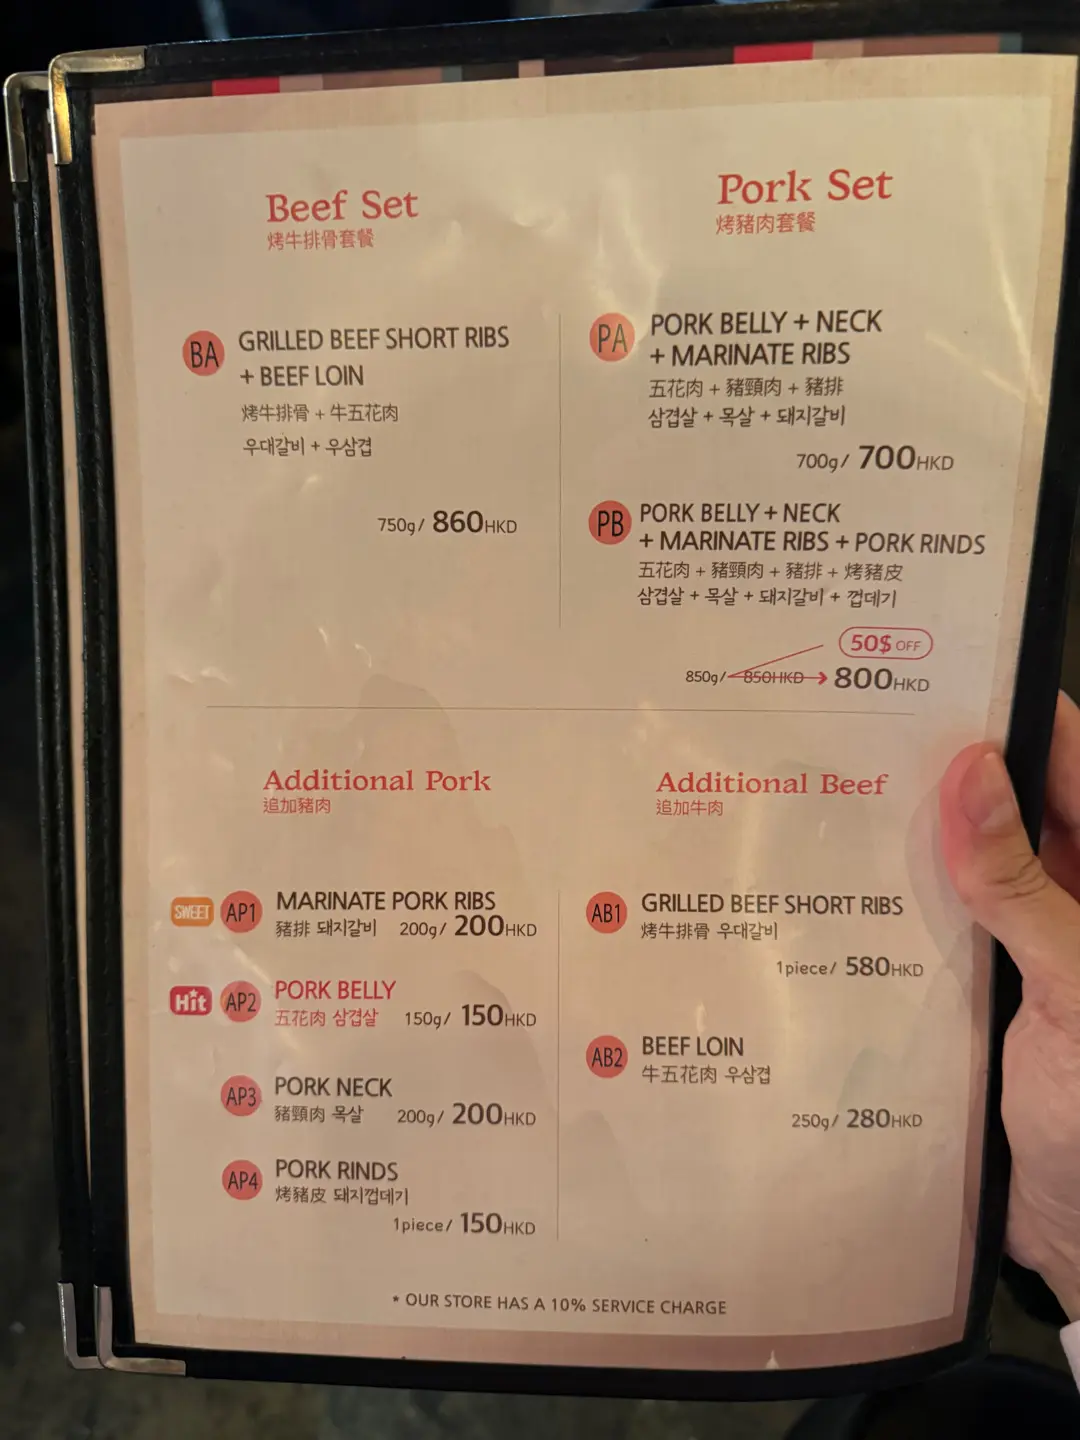 Beef Set
烤牛排骨套餐
BA
GRILLED BEEF SHORT RIBS
+ BEEF LOIN
烤牛排骨 + 牛五花肉
우대갈비 + 우삼겹
750g/ 860HKD
Pork Set
烤豬肉套餐
PA
PORK BELLY + NECK
+ MARINATE RIBS
五花肉 + 豬頸肉 + 豬排
삼겹살 + 목살 + 돼지갈비
700g/ 700HKD
PB
PORK BELLY + NECK
+ MARINATE RIBS + PORK RINDS
五花肉 + 豬頸肉 + 豬排 + 烤豬皮
삼겹살 + 목살 + 돼지갈비 + 껍데기
50$ OFF
850g/ 850HKD 800HKD
Additional Pork
追加豬肉
SWEET AP1
MARINATE PORK RIBS
豬排 돼지갈비 200g/ 200HKD
Hit AP2
PORK BELLY
五花肉 삼겹살 150g/ 150HKD
AP3
PORK NECK
豬頸肉 목살 200g/ 200HKD
AP4
PORK RINDS
烤豬皮 돼지껍데기
1piece/ 150HKD
Additional Beef
追加牛肉
AB1
GRILLED BEEF SHORT RIBS
烤牛排骨 우대갈비
1piece/ 580HKD
AB2
BEEF LOIN
牛五花肉 우삼겹
250g/ 280HKD
* OUR STORE HAS A 10% SERVICE CHARGE